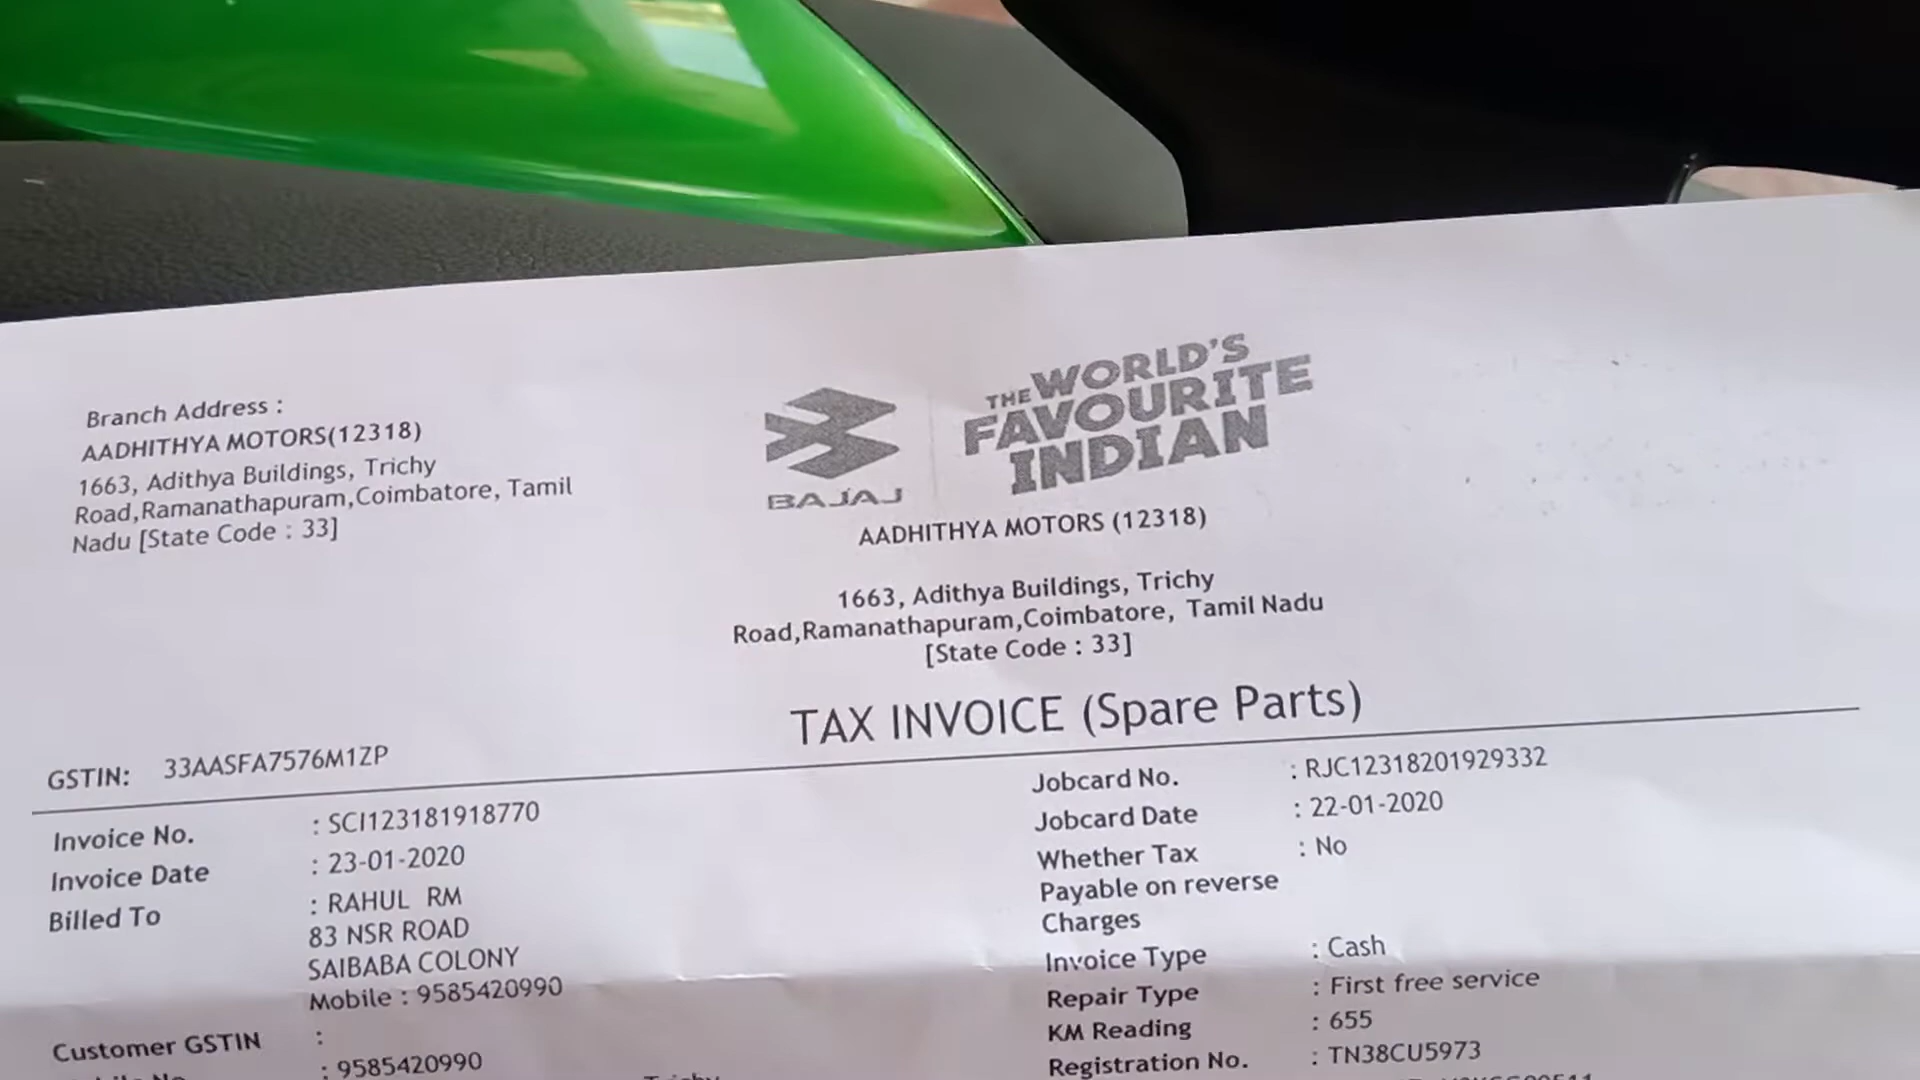 Branch Address :
AADHITHYA MOTORS(12318)
1663, Adithya Buildings, Trichy
Road,Ramanathapuram,Coimbatore, Tamil
Nadu [State Code : 33]
BAJAJ
THE WORLD'S
FAVOURITE
INDIAN
AADHITHYA MOTORS (12318)
1663, Adithya Buildings, Trichy
Road,Ramanathapuram,Coimbatore, Tamil Nadu
[State Code : 33]
TAX INVOICE (Spare Parts)
GSTIN: 33AASFA7576M1ZP
Invoice No. : SCI123181918770
Invoice Date : 23-01-2020
Billed To : RAHUL RM
83 NSR ROAD
SAIBABA COLONY
Mobile : 9585420990
Customer GSTIN :
: 9585420990
Jobcard No. : RJC12318201929332
Jobcard Date : 22-01-2020
Whether Tax : No
Payable on reverse
Charges
Invoice Type : Cash
Repair Type : First free service
KM Reading : 655
Registration No. : TN38CU5973